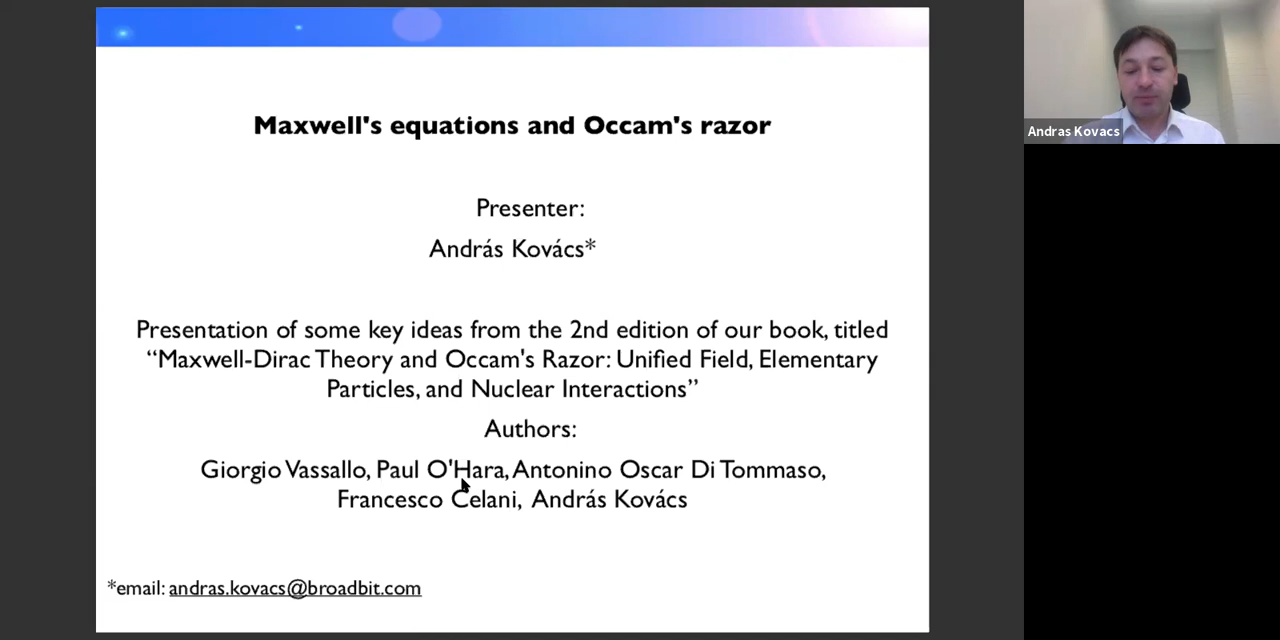 Maxwell's equations and Occam's razor
Presenter:
András Kovács*
Presentation of some key ideas from the 2nd edition of our book, titled
“Maxwell-Dirac Theory and Occam's Razor: Unified Field, Elementary
Particles, and Nuclear Interactions”
Authors:
Giorgio Vassallo, Paul O'Hara, Antonino Oscar Di Tommaso,
Francesco Celani, András Kovács
*email: andras.kovacs@broadbit.com
Andras Kovacs